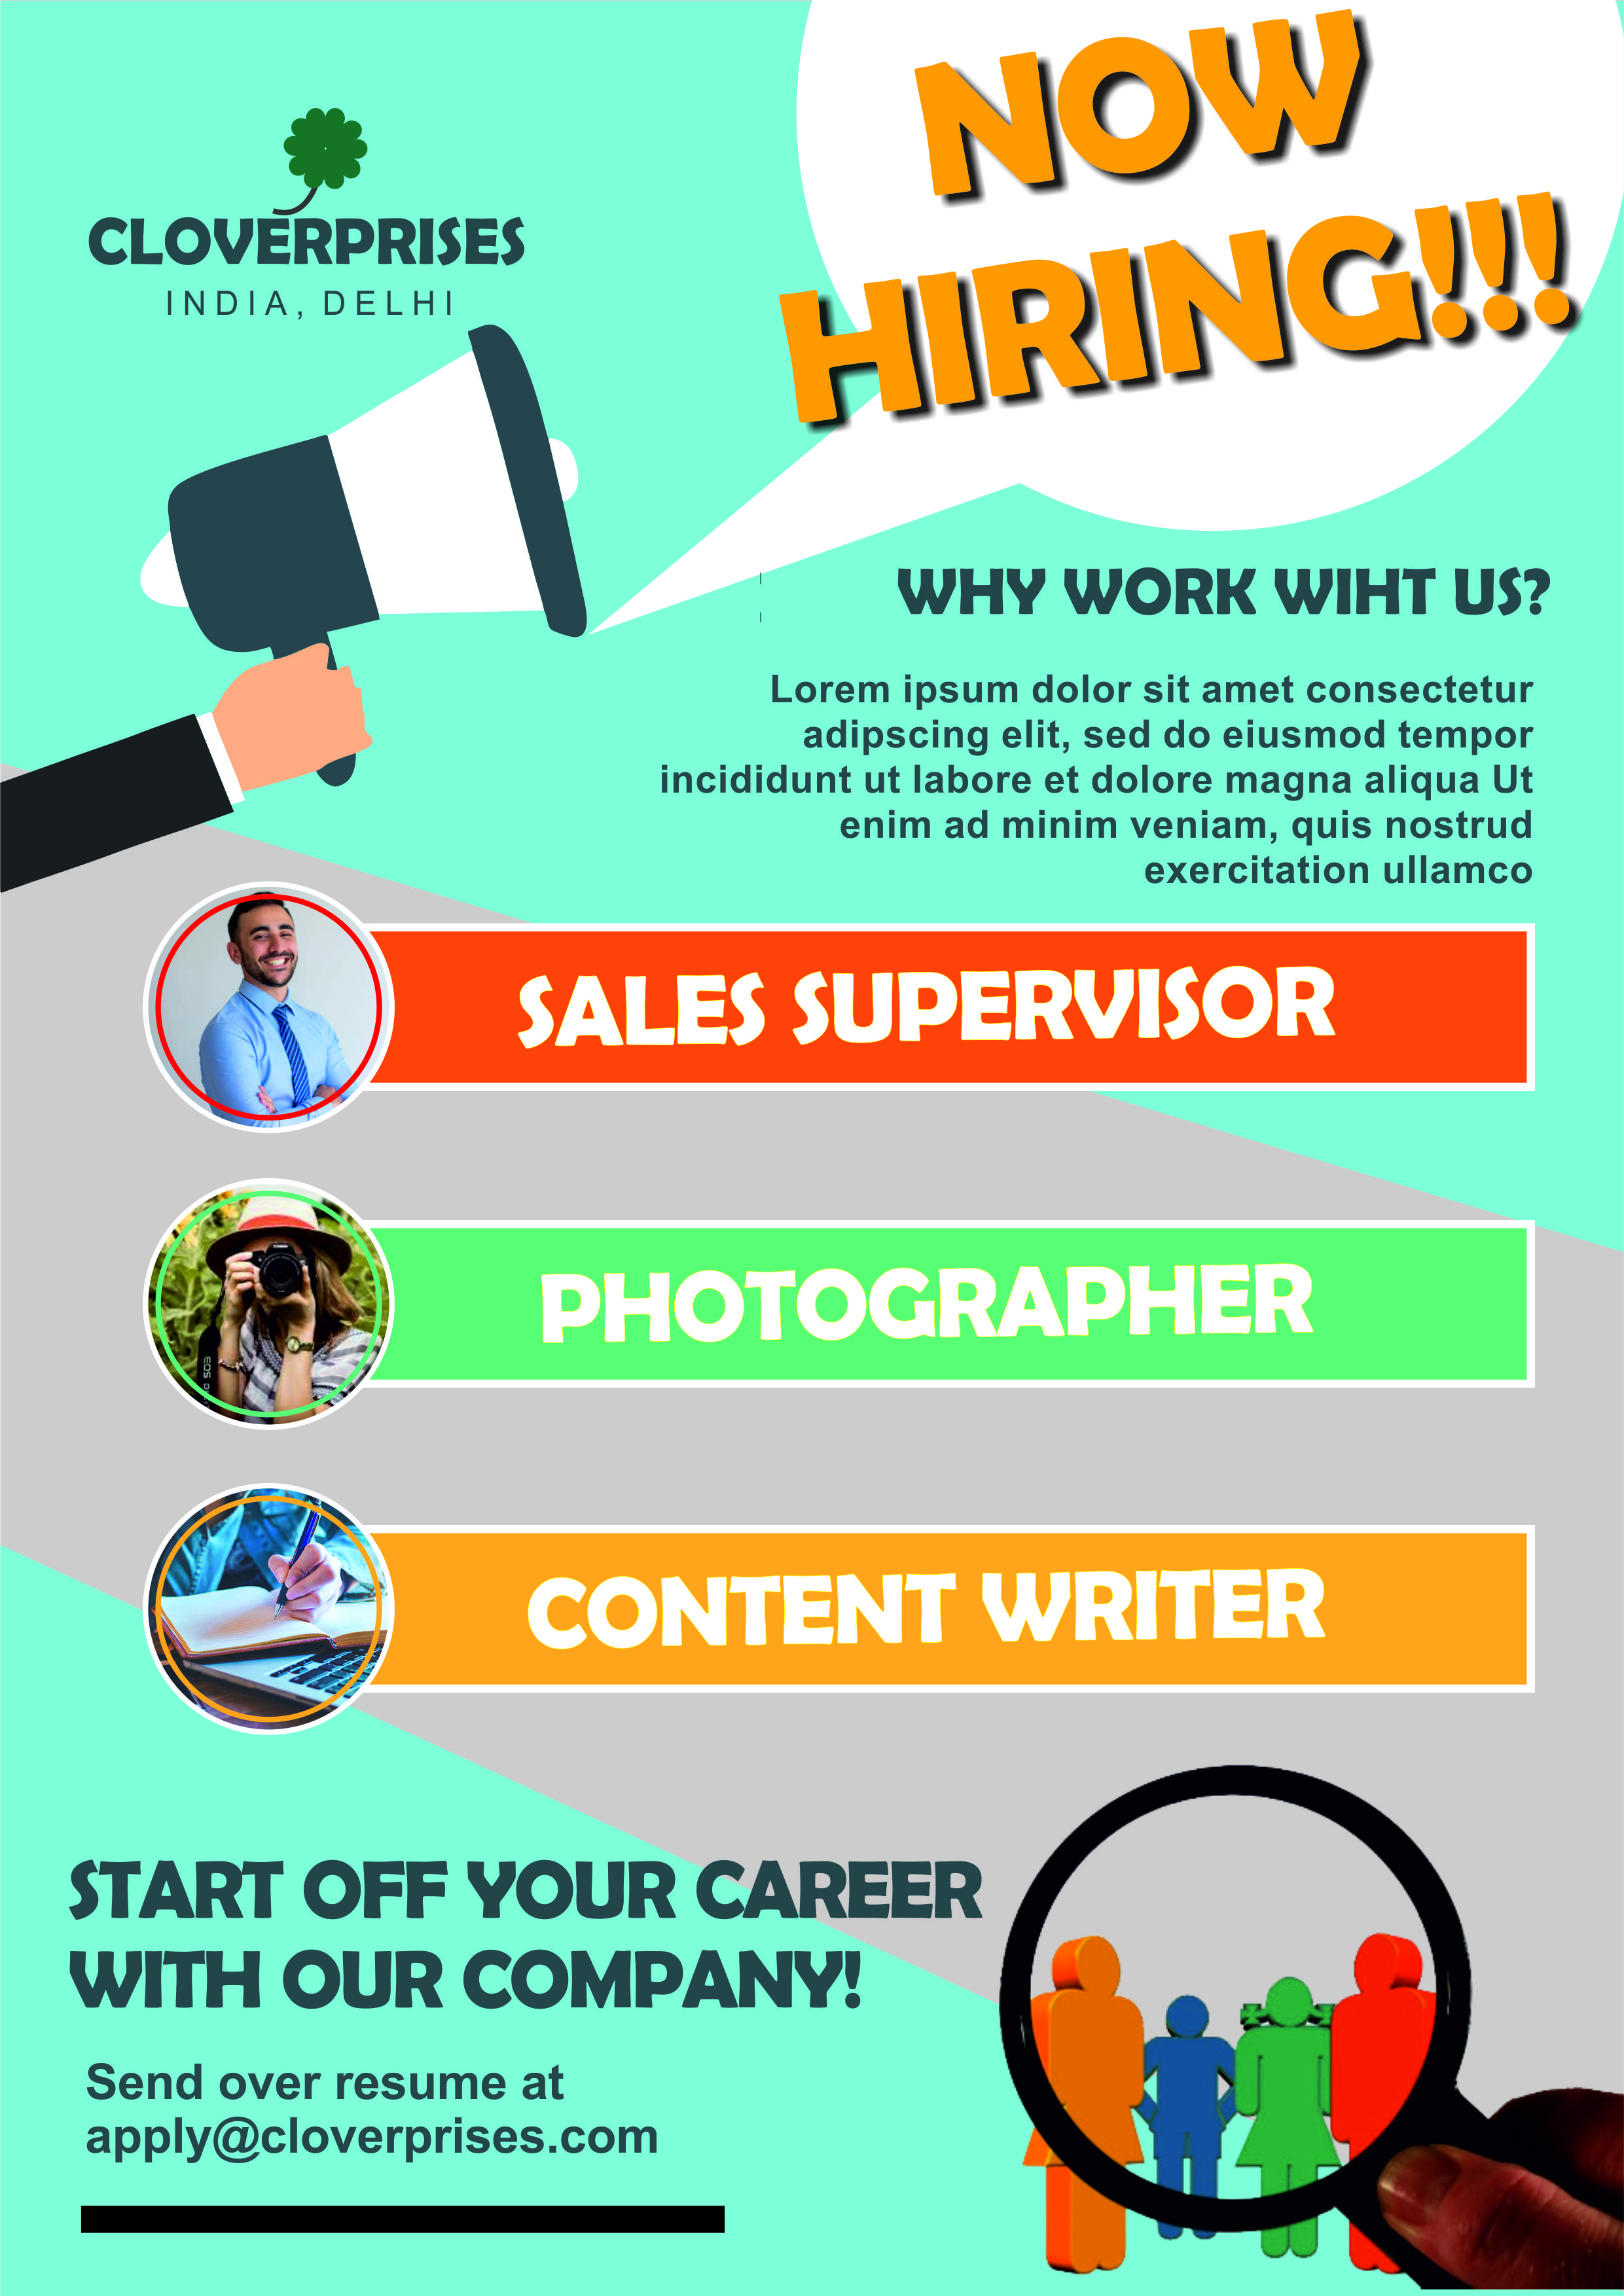 CLOVERPRISES
INDIA, DELHI
NOW
HIRING!!!
WHY WORK WIHT US?
Lorem ipsum dolor sit amet consectetur
adipscing elit, sed do eiusmod tempor
incididunt ut labore et dolore magna aliqua Ut
enim ad minim veniam, quis nostrud
exercitation ullamco
SALES SUPERVISOR
PHOTOGRAPHER
EOS
CONTENT WRITER
START OFF YOUR CAREER
WITH OUR COMPANY!
Send over resume at
apply@cloverprises.com